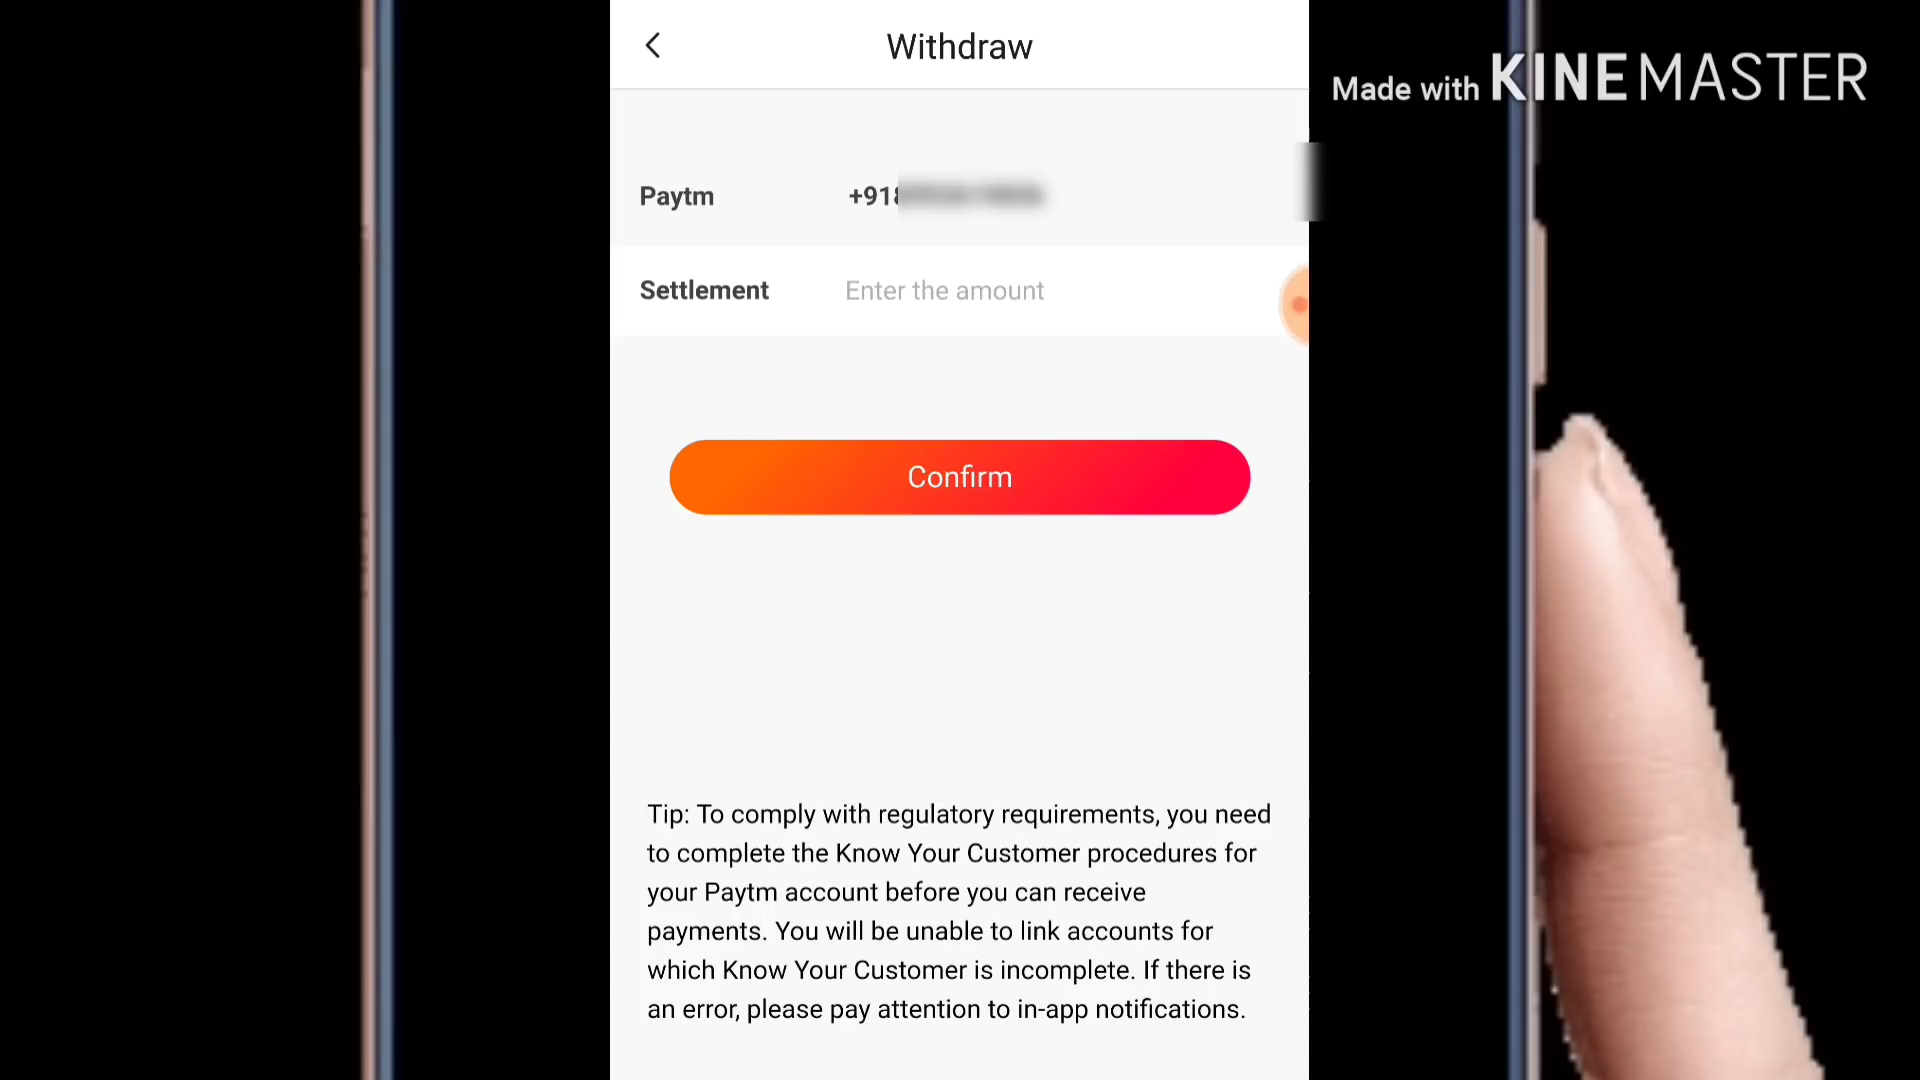 Withdraw
Made with KINEMASTER
Paytm +918
Settlement Enter the amount
Confirm
Tip: To comply with regulatory requirements, you need
to complete the Know Your Customer procedures for
your Paytm account before you can receive
payments. You will be unable to link accounts for
which Know Your Customer is incomplete. If there is
an error, please pay attention to in-app notifications.